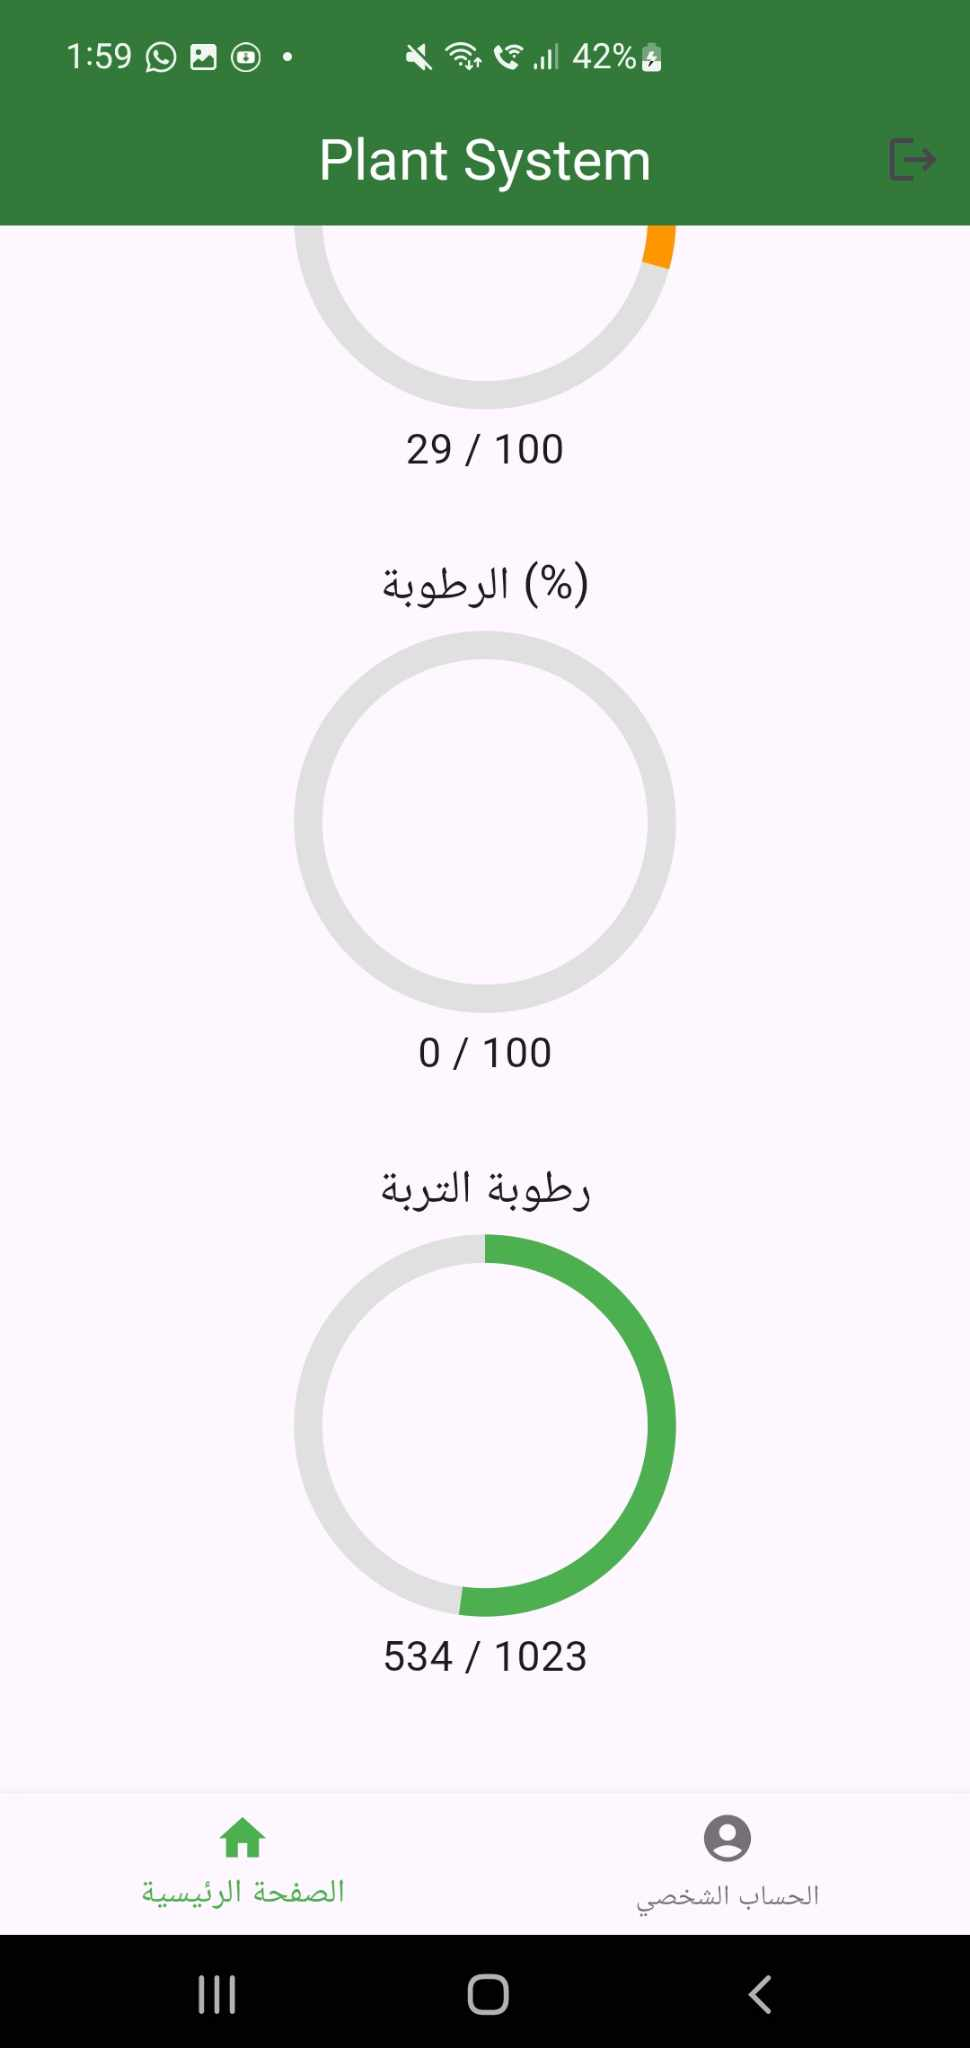 1:59 42%
Plant System
29 / 100
(%) الرطوبة
0 / 100
رطوبة التربة
534 / 1023
الصفحة الرئيسية
الحساب الشخصي